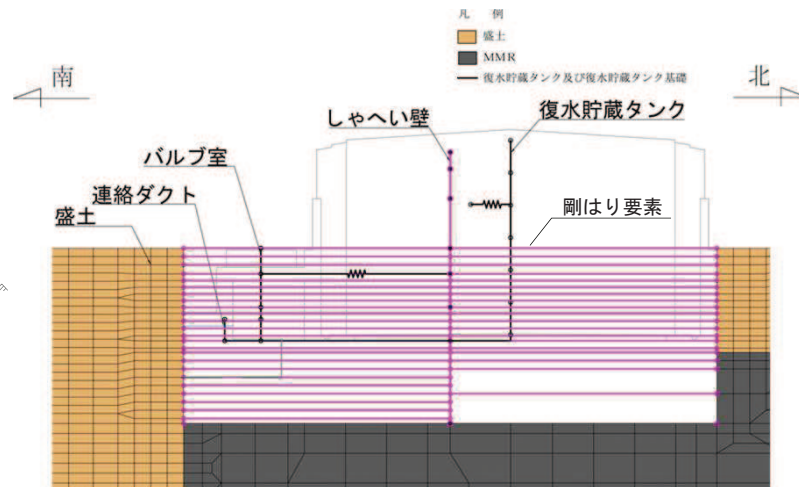 凡 例
盛土
MMR
復水貯蔵タンク及び復水貯蔵タンク基礎
南
北
しゃへい壁
復水貯蔵タンク
バルブ室
連絡ダクト
盛土
剛はり要素